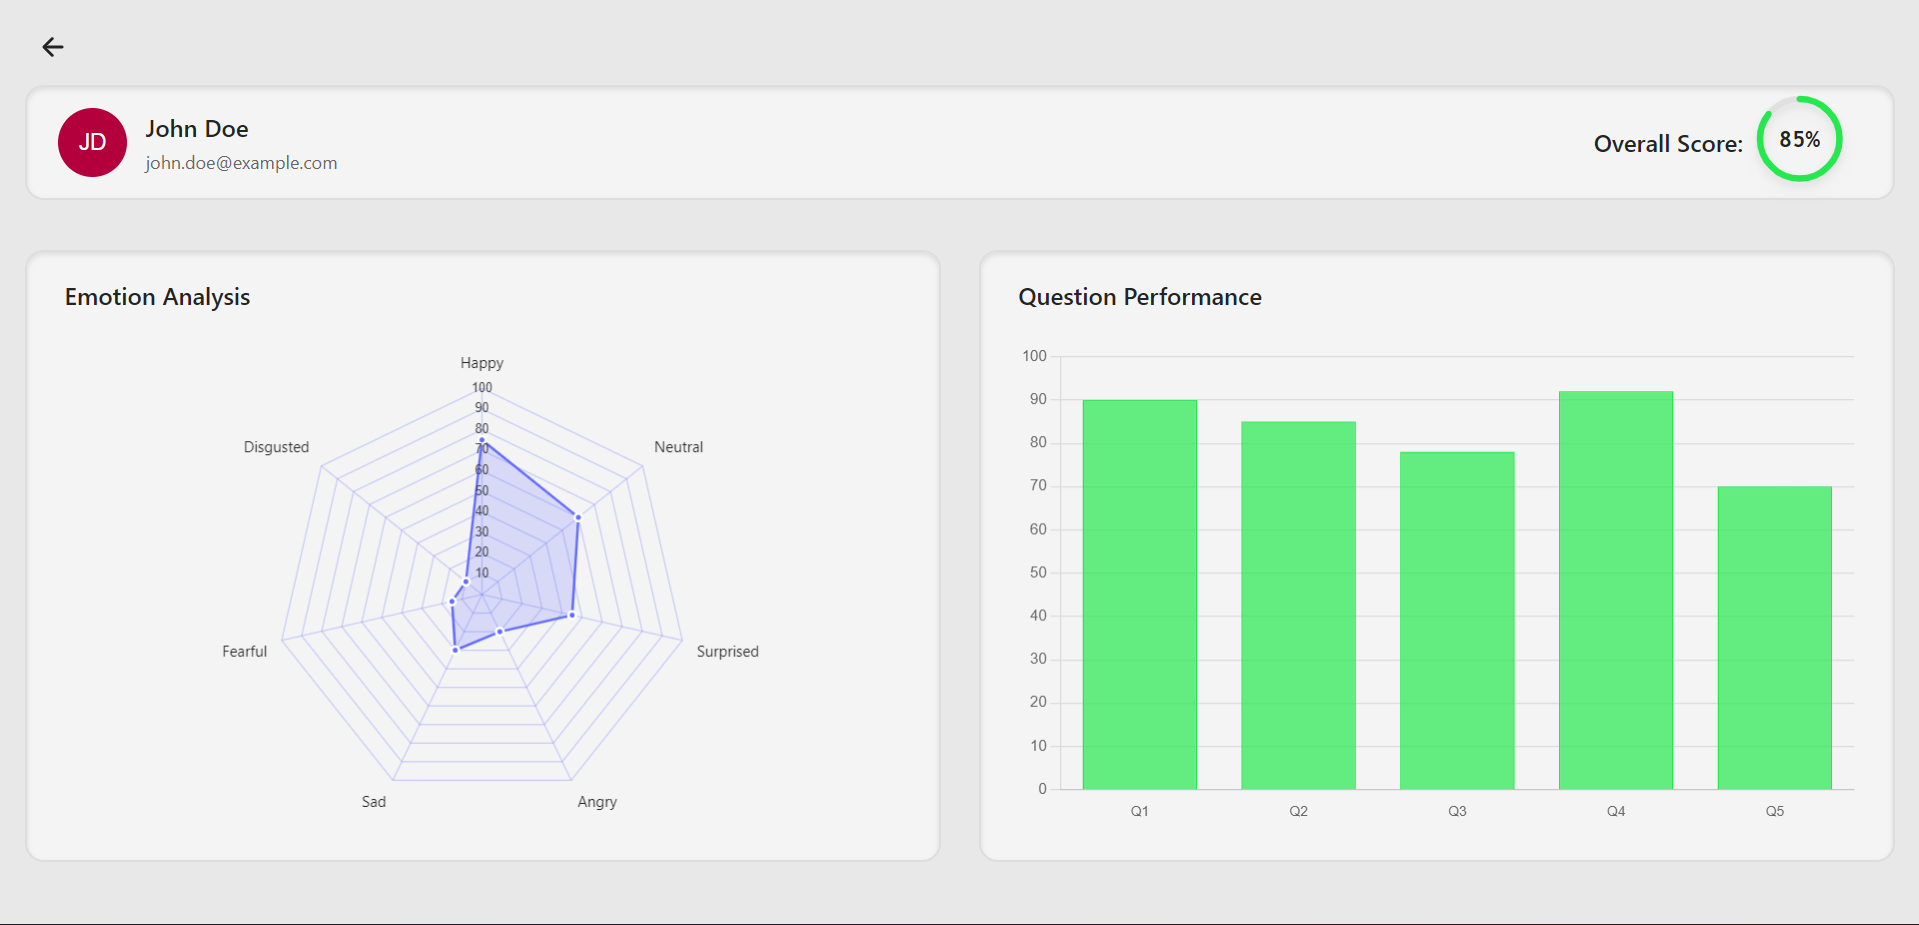 JD
John Doe
john.doe@example.com
Overall Score:
85%
Emotion Analysis
Happy
100
90
80
70
60
50
40
30
20
10
Disgusted
Neutral
Fearful
Surprised
Sad
Angry
Question Performance
100
90
80
70
60
50
40
30
20
10
0
Q1
Q2
Q3
Q4
Q5